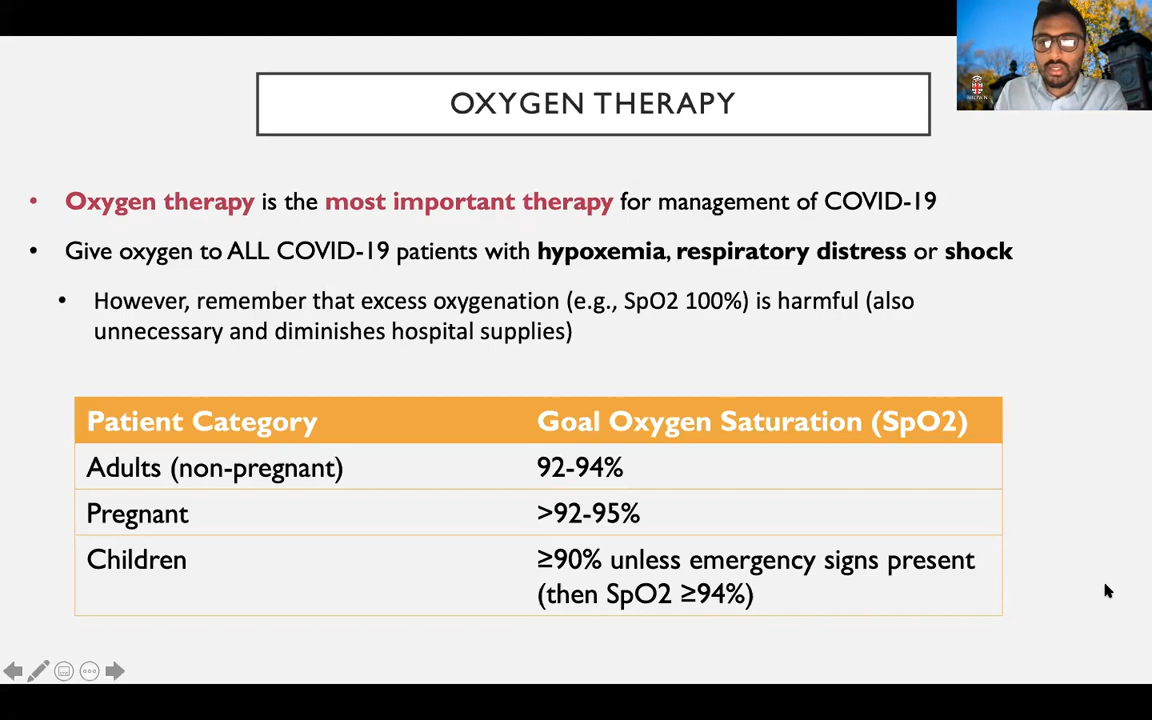 OXYGEN THERAPY
• Oxygen therapy is the most important therapy for management of COVID-19
• Give oxygen to ALL COVID-19 patients with hypoxemia, respiratory distress or shock
• However, remember that excess oxygenation (e.g., SpO2 100%) is harmful (also
unnecessary and diminishes hospital supplies)
Patient Category Goal Oxygen Saturation (SpO2)
Adults (non-pregnant) 92-94%
Pregnant >92-95%
Children ≥90% unless emergency signs present
(then SpO2 ≥94%)